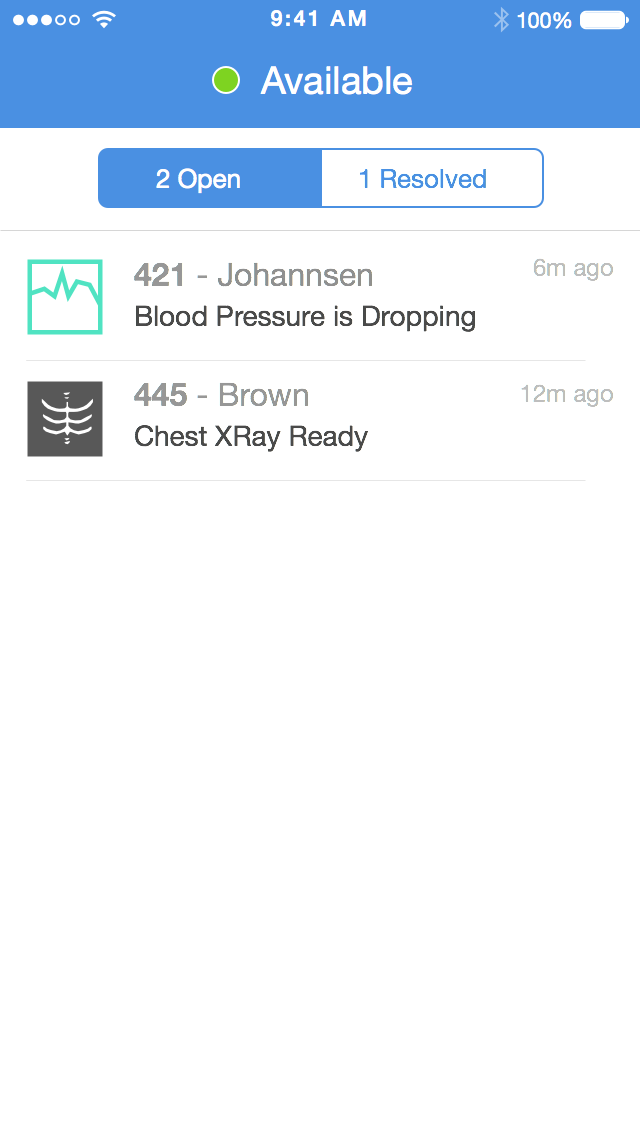 9:41 AM 100%
Available
2 Open 1 Resolved
421 - Johannsen 6m ago
Blood Pressure is Dropping
445 - Brown 12m ago
Chest XRay Ready